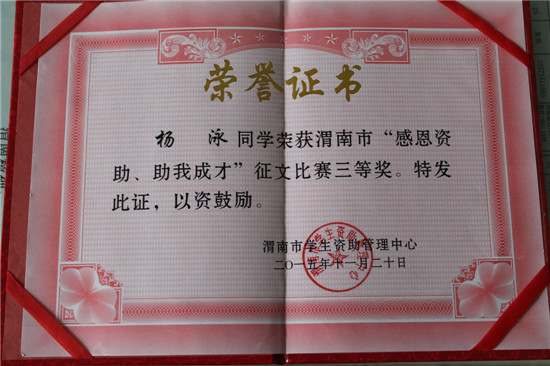 荣誉证书
杨 泳 同学荣获渭南市“感恩资
助、助我成才”征文比赛三等奖。特发
此证，以资鼓励。
渭南市学生资助管理中心
二〇一五年十一月二十日